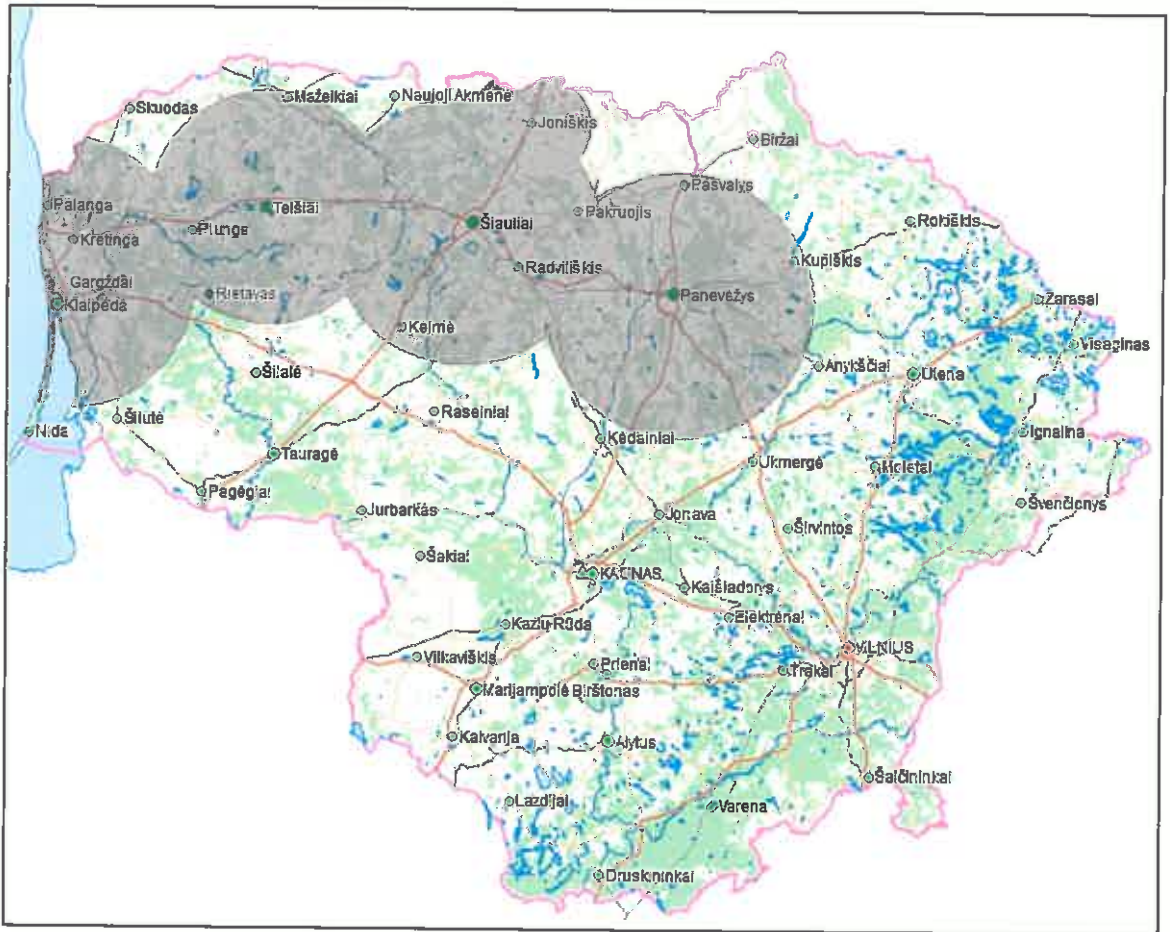 Skuodas
Mažeikiai
Naujoji Akmenė
Joniškis
Biržai
Palanga
Kretinga
Plungė
Telšiai
Šiauliai
Pakruojis
Pasvalys
Rokiškis
Gargždai
Klaipėda
Rietavas
Radviliškis
Panevėžys
Kupiškis
Zarasai
Visaginas
Kelmė
Šilalė
Anykščiai
Utena
Šilutė
Raseiniai
Nida
Kėdainiai
Ignalina
Tauragė
Ukmergė
Molėtai
Pagėgiai
Jurbarkas
Jonava
Širvintos
Švenčionys
Šakiai
KAUNAS
Kaišiadorys
Elektrėnai
Kazlų Rūda
Vilkaviškis
Prienai
Trakai
VILNIUS
Marijampolė
Birštonas
Kalvarija
Alytus
Šalčininkai
Lazdijai
Varėna
Druskininkai